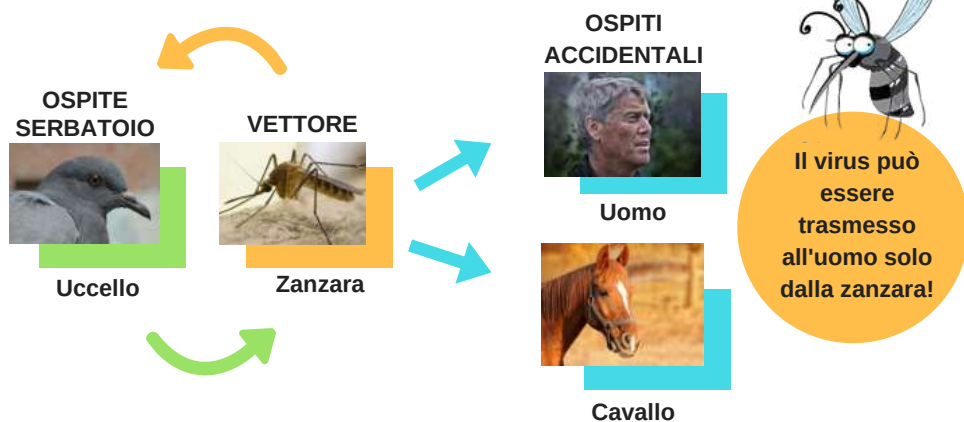 OSPITE
SERBATOIO
Uccello
VETTORE
Zanzara
OSPITI
ACCIDENTALI
Uomo
Cavallo
Il virus può
essere
trasmesso
all'uomo solo
dalla zanzara!